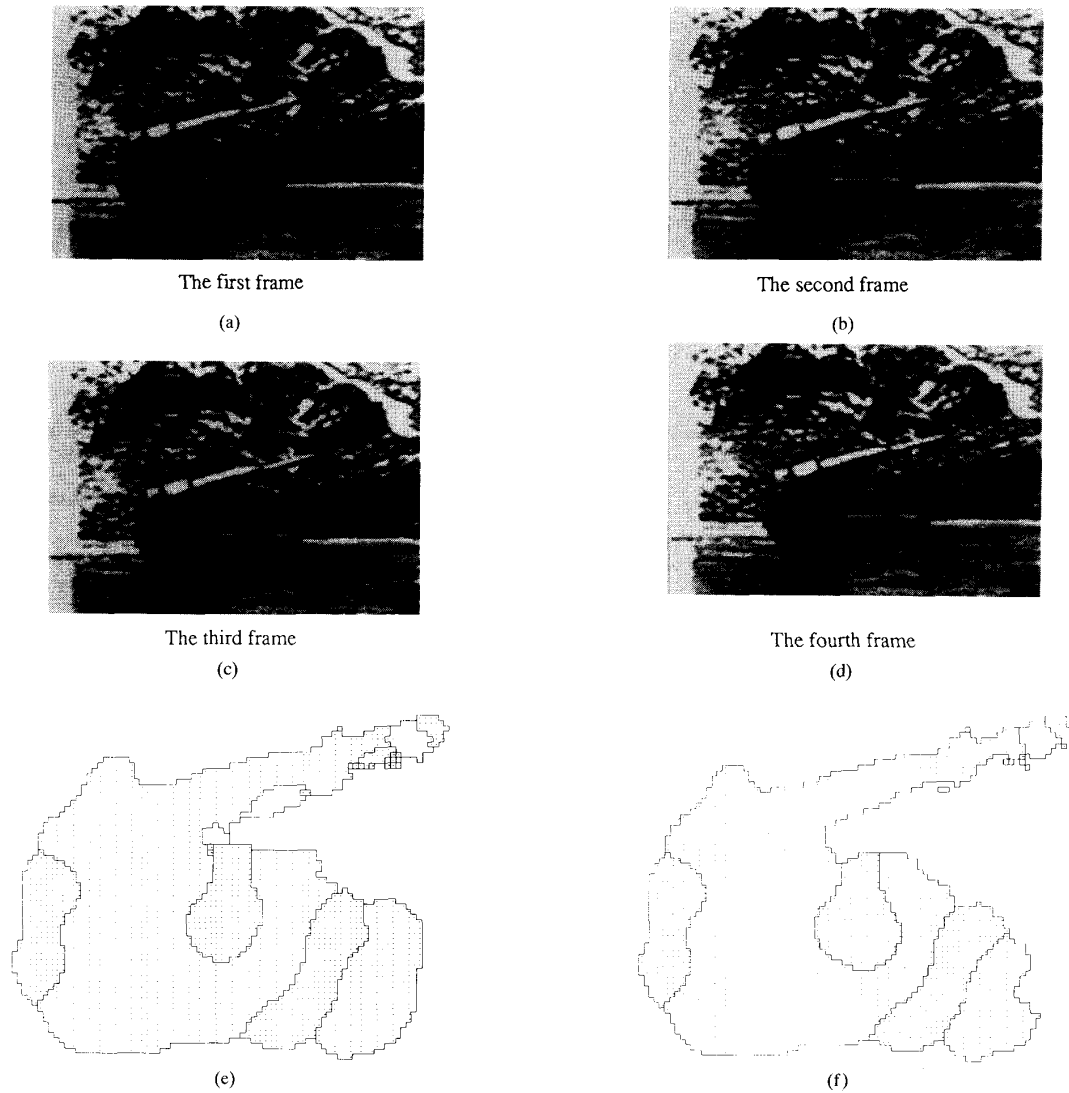 The first frame
(a)
The second frame
(b)
The third frame
(c)
The fourth frame
(d)
(e)
(f)